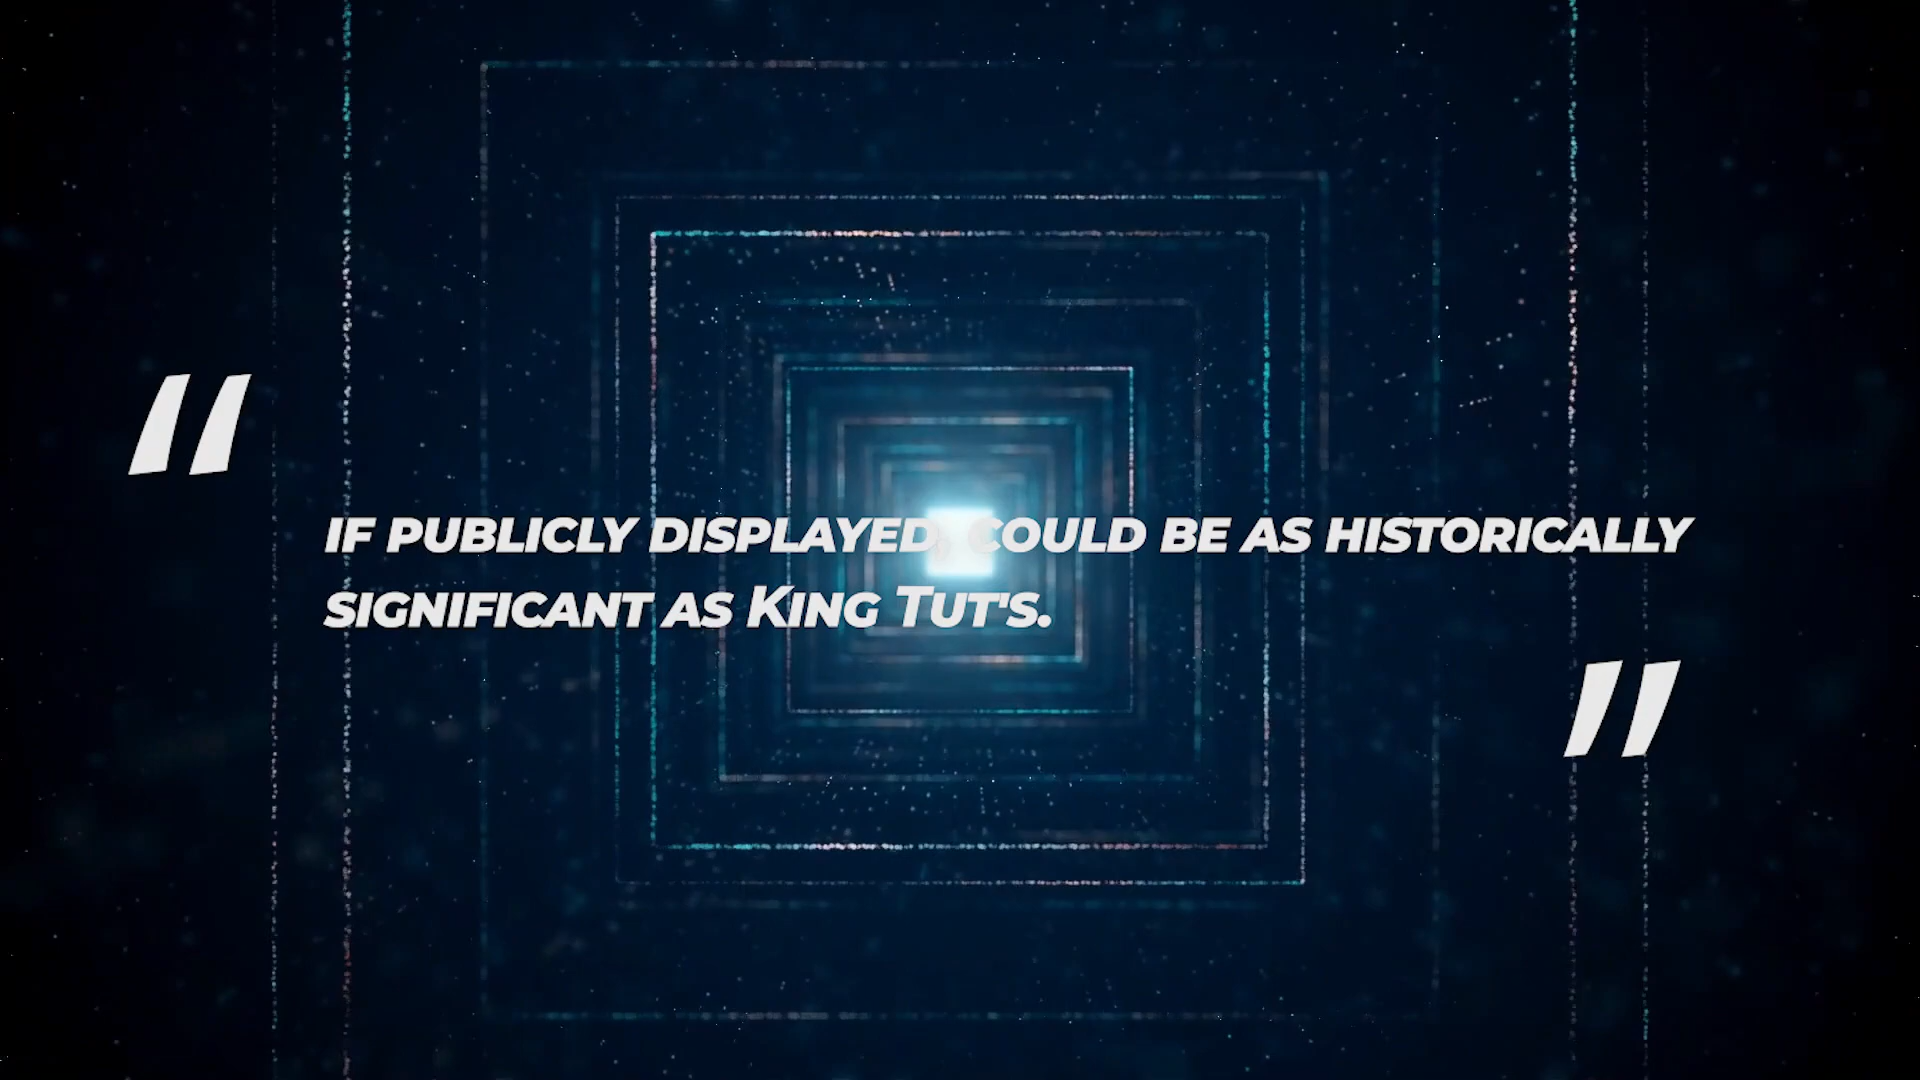 "
IF PUBLICLY DISPLAYED, COULD BE AS HISTORICALLY
SIGNIFICANT AS KING TUT'S.
"